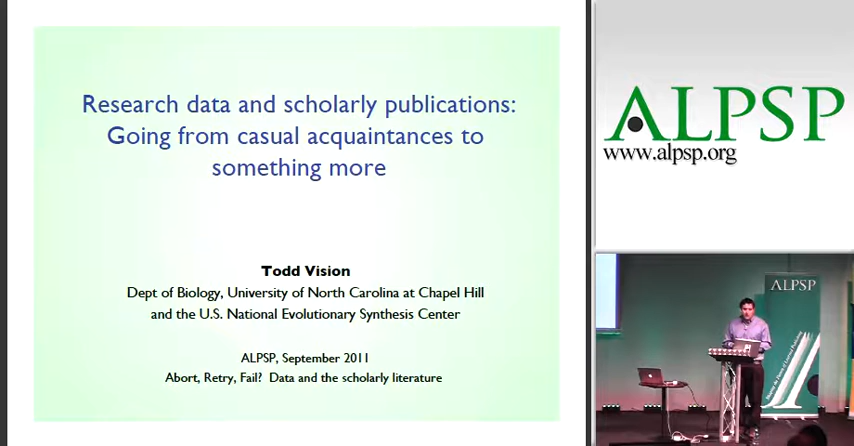 Research data and scholarly publications:
Going from casual acquaintances to
something more
Todd Vision
Dept of Biology, University of North Carolina at Chapel Hill
and the U.S. National Evolutionary Synthesis Center
ALPSP, September 2011
Abort, Retry, Fail? Data and the scholarly literature
ALPSP
www.alpsp.org
ALPSP